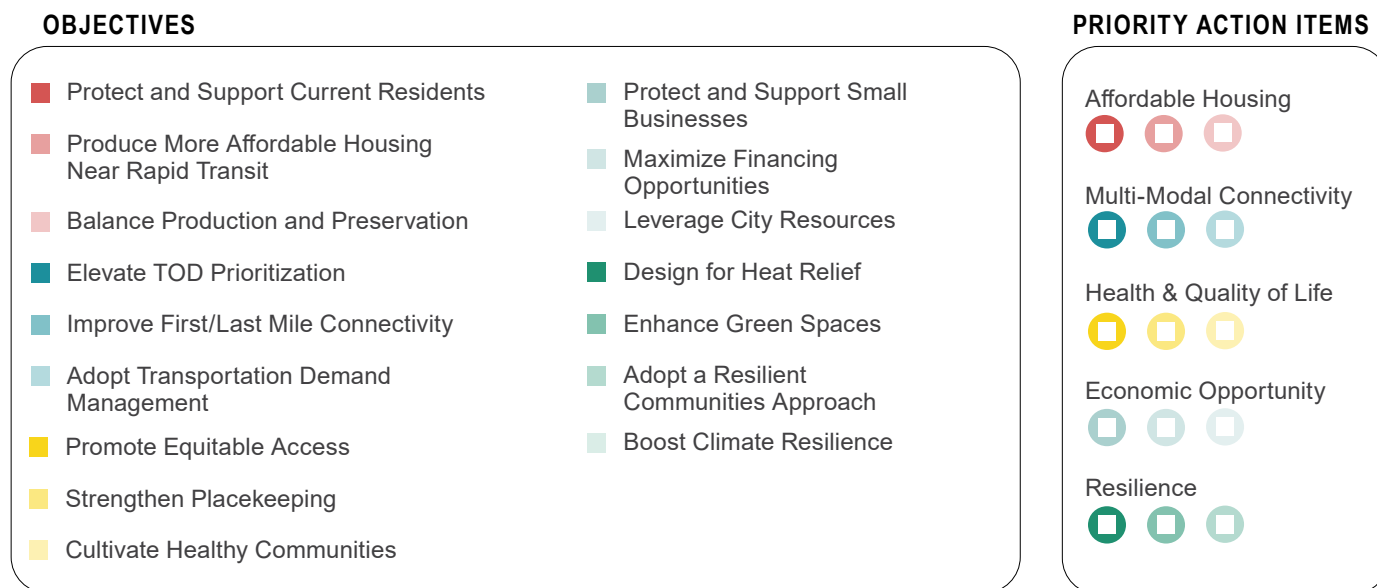 OBJECTIVES
Protect and Support Current Residents
Produce More Affordable Housing
Near Rapid Transit
Balance Production and Preservation
Elevate TOD Prioritization
Improve First/Last Mile Connectivity
Adopt Transportation Demand
Management
Promote Equitable Access
Strengthen Placekeeping
Cultivate Healthy Communities
Protect and Support Small
Businesses
Maximize Financing
Opportunities
Leverage City Resources
Design for Heat Relief
Enhance Green Spaces
Adopt a Resilient
Communities Approach
Boost Climate Resilience
PRIORITY ACTION ITEMS
Affordable Housing
Multi-Modal Connectivity
Health & Quality of Life
Economic Opportunity
Resilience